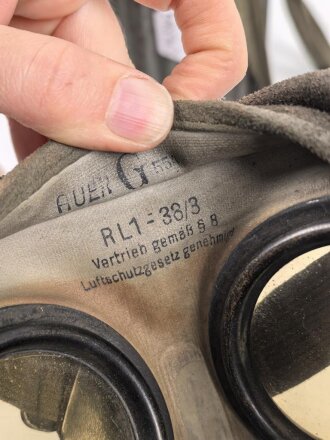 AUER G
RL1-38/3
Vertrieb gemäß § 8
Luftschutzgesetz genehmigt